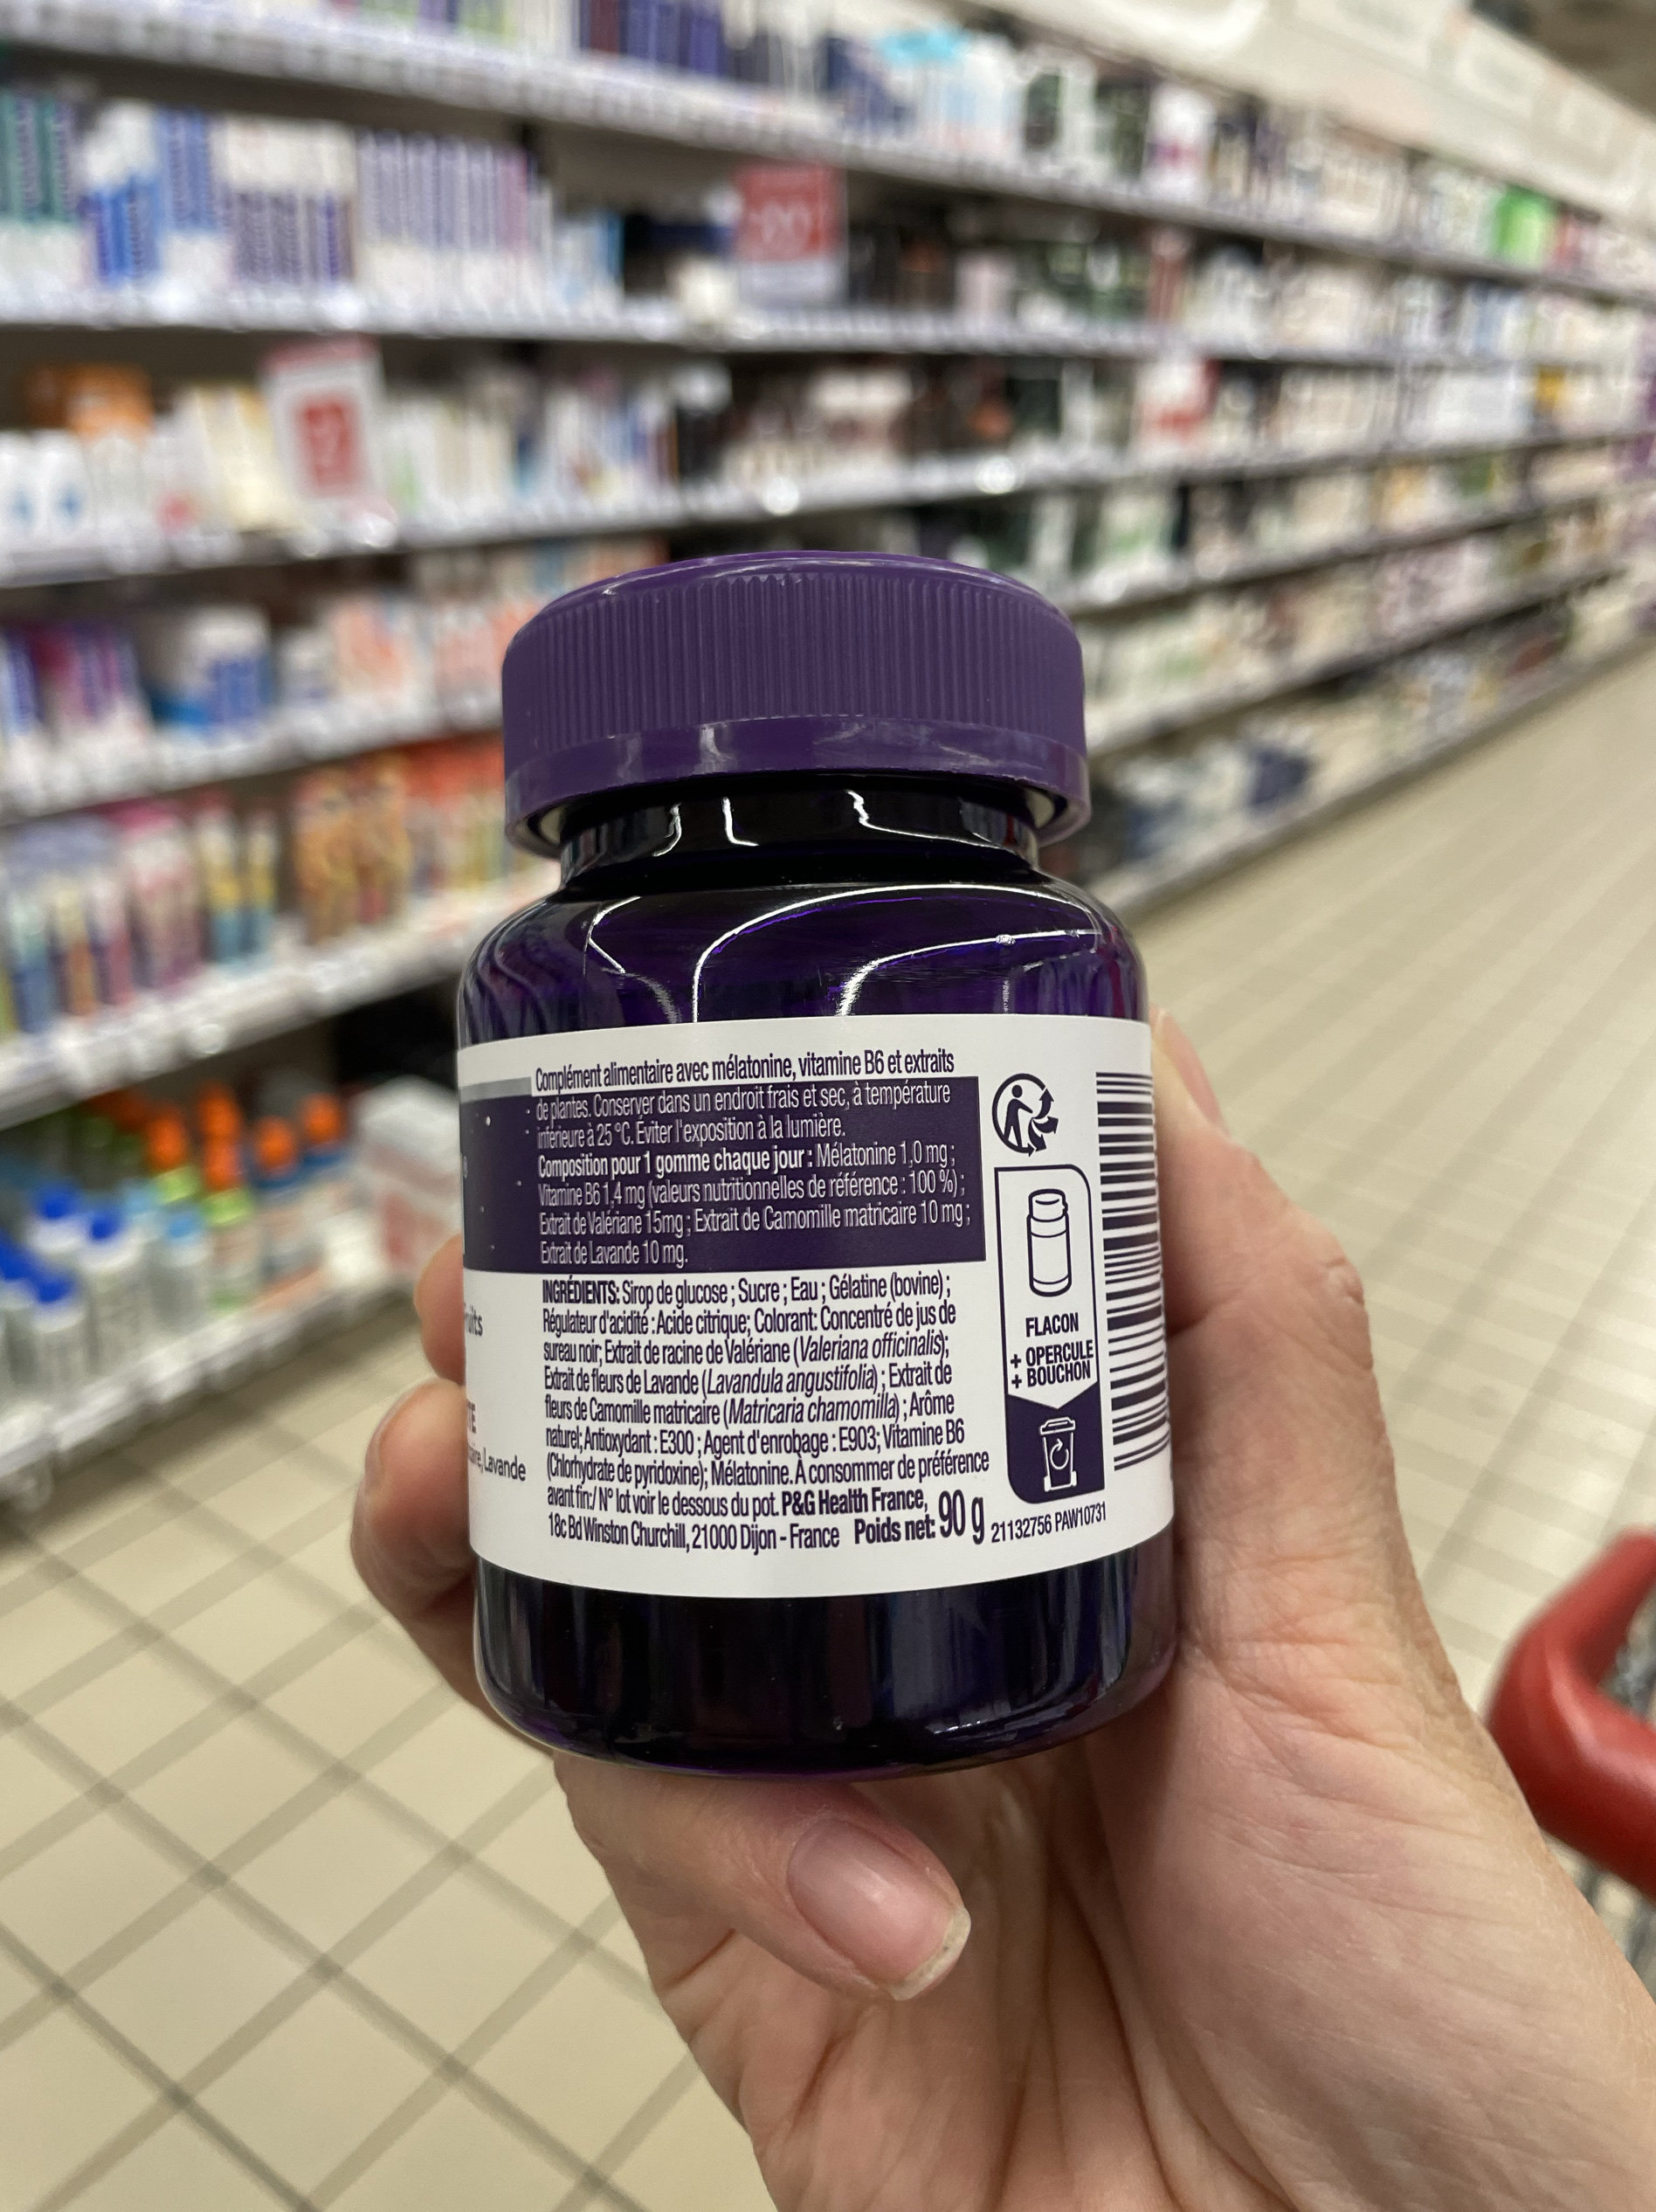 Complément alimentaire avec mélatonine, vitamine B6 et extraits
de plantes. Conserver dans un endroit frais et sec, à température
inférieure à 25 °C. Éviter l'exposition à la lumière.
Composition pour 1 gomme chaque jour : Mélatonine 1,0 mg ;
Vitamine B6 1,4 mg (valeurs nutritionnelles de référence : 100 %) ;
Extrait de Valériane 15mg ; Extrait de Camomille matricaire 10 mg ;
Extrait de Lavande 10 mg.
INGRÉDIENTS: Sirop de glucose ; Sucre ; Eau ; Gélatine (bovine) ;
Régulateur d'acidité : Acide citrique; Colorant: Concentré de jus de
sureau noir; Extrait de racine de Valériane (Valeriana officinalis);
Extrait de fleurs de Lavande (Lavandula angustifolia) ; Extrait de
fleurs de Camomille matricaire (Matricaria chamomilla) ; Arôme
naturel; Antioxydant : E300 ; Agent d'enrobage : E903; Vitamine B6
(Chlorhydrate de pyridoxine); Mélatonine. À consommer de préférence
avant fin:/ N° lot voir le dessous du pot. P&G Health France,
18c Bd Winston Churchill, 21000 Dijon - France Poids net: 90 g
Lavande
FLACON
+ OPERCULE
+ BOUCHON
21132756 PAW10731